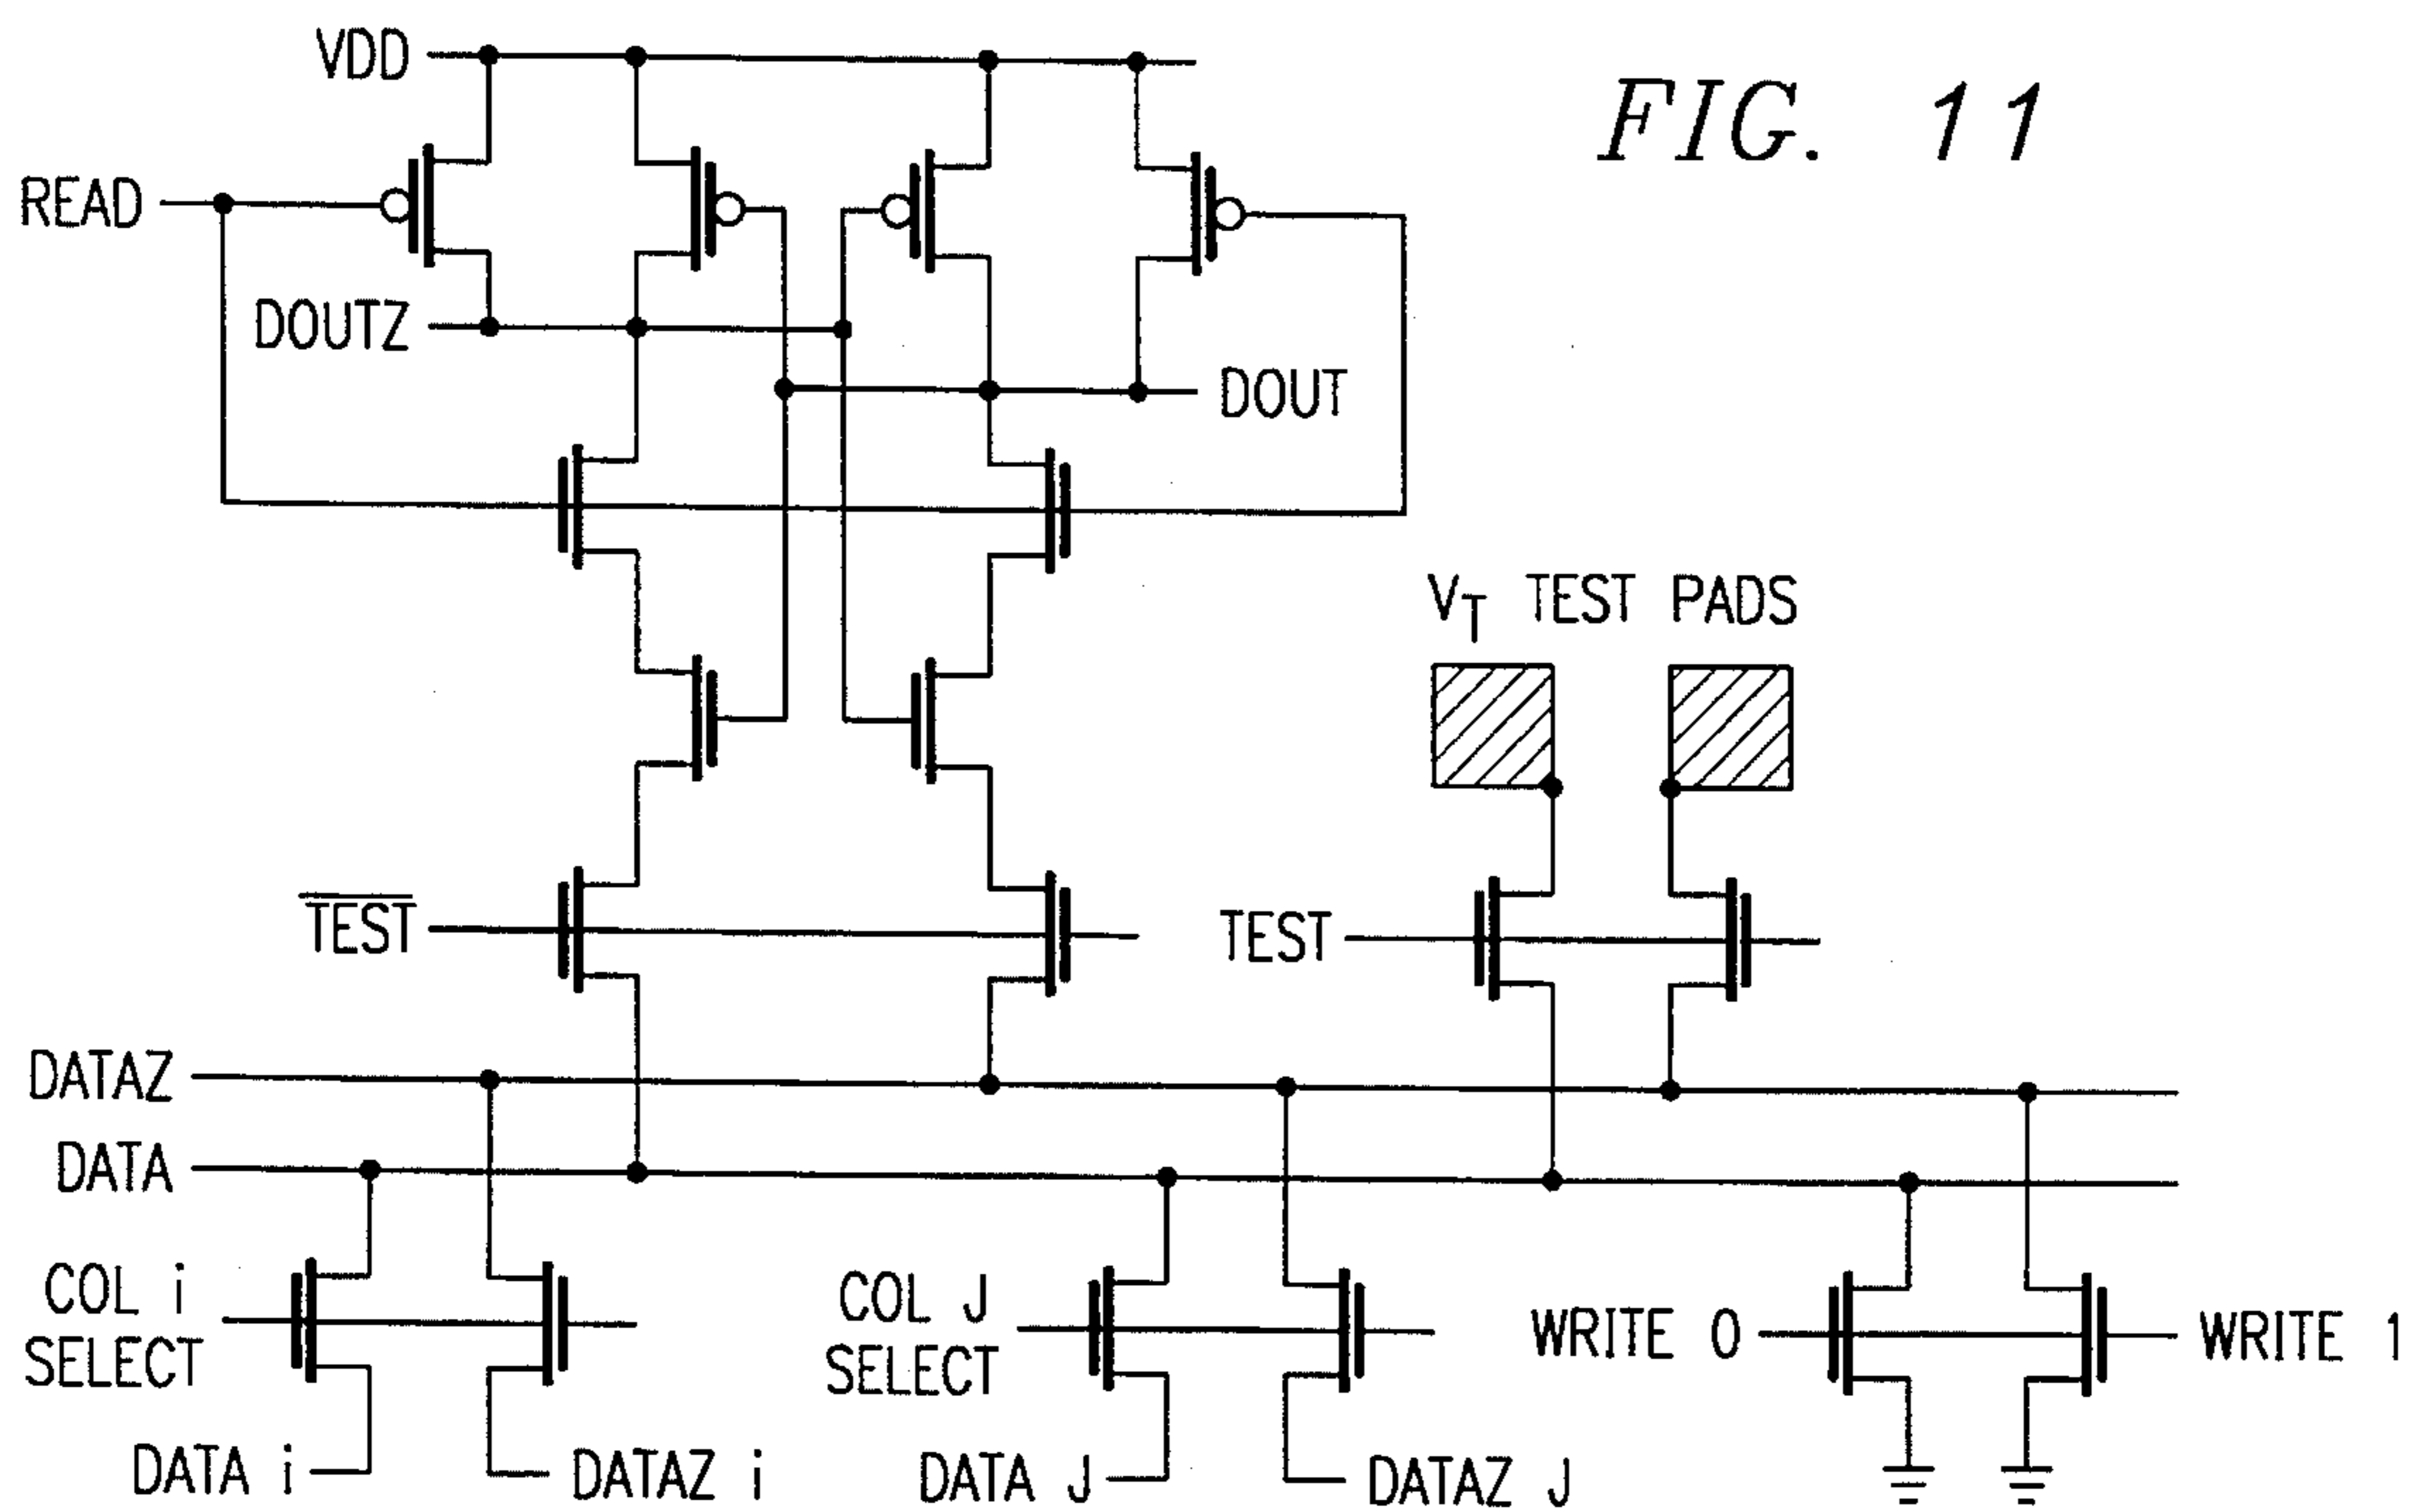 VDD
FIG. 11
READ
DOUTZ
DOUT
VT TEST PADS
TEST
TEST
DATAZ
DATA
COL i
SELECT
COL J
SELECT
WRITE 0
WRITE 1
DATA i
DATAZ i
DATA J
DATAZ J